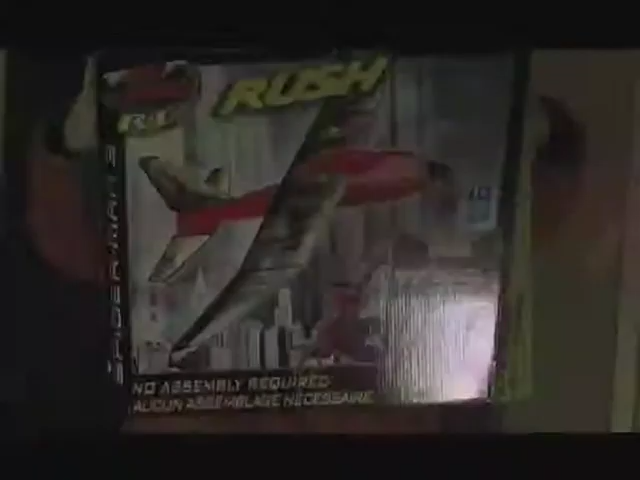 RUSH
R/C
SPIDER-MAN 3
NO ASSEMBLY REQUIRED
AUCUN ASSEMBLAGE NÉCESSAIRE